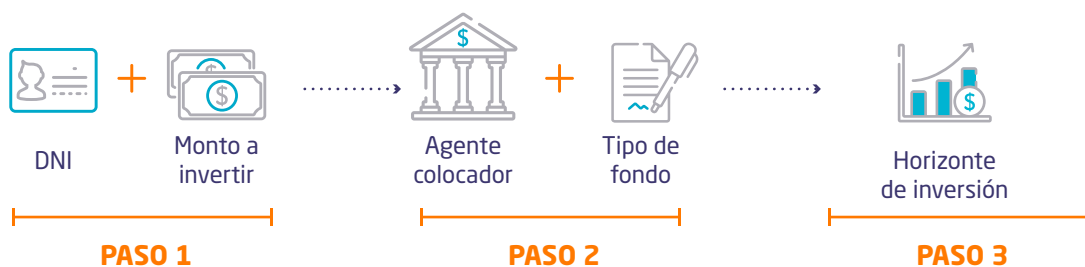 DNI
Monto a
invertir
Agente
colocador
Tipo de
fondo
Horizonte
de inversión
PASO 1
PASO 2
PASO 3